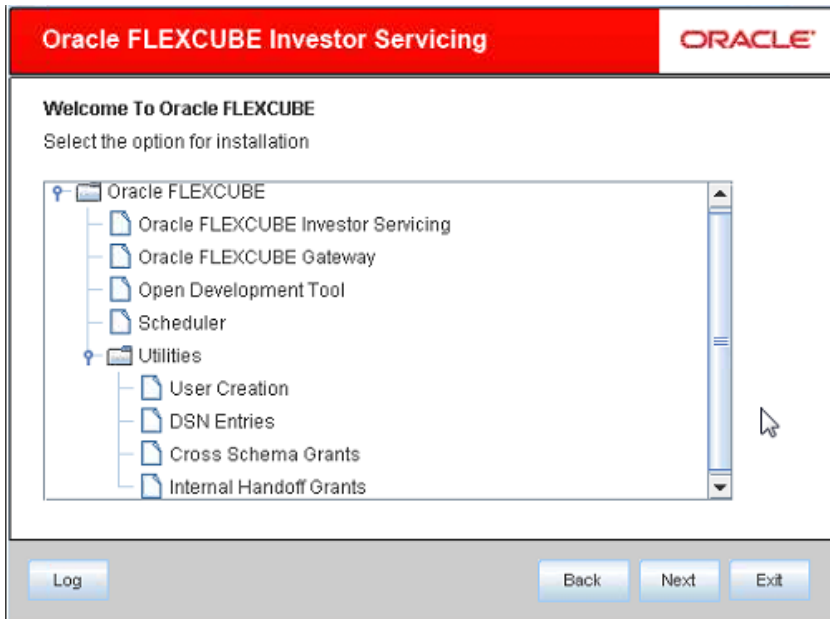 Oracle FLEXCUBE Investor Servicing
ORACLE
Welcome To Oracle FLEXCUBE
Select the option for installation
Oracle FLEXCUBE
Oracle FLEXCUBE Investor Servicing
Oracle FLEXCUBE Gateway
Open Development Tool
Scheduler
Utilities
User Creation
DSN Entries
Cross Schema Grants
Internal Handoff Grants
Log
Back
Next
Exit